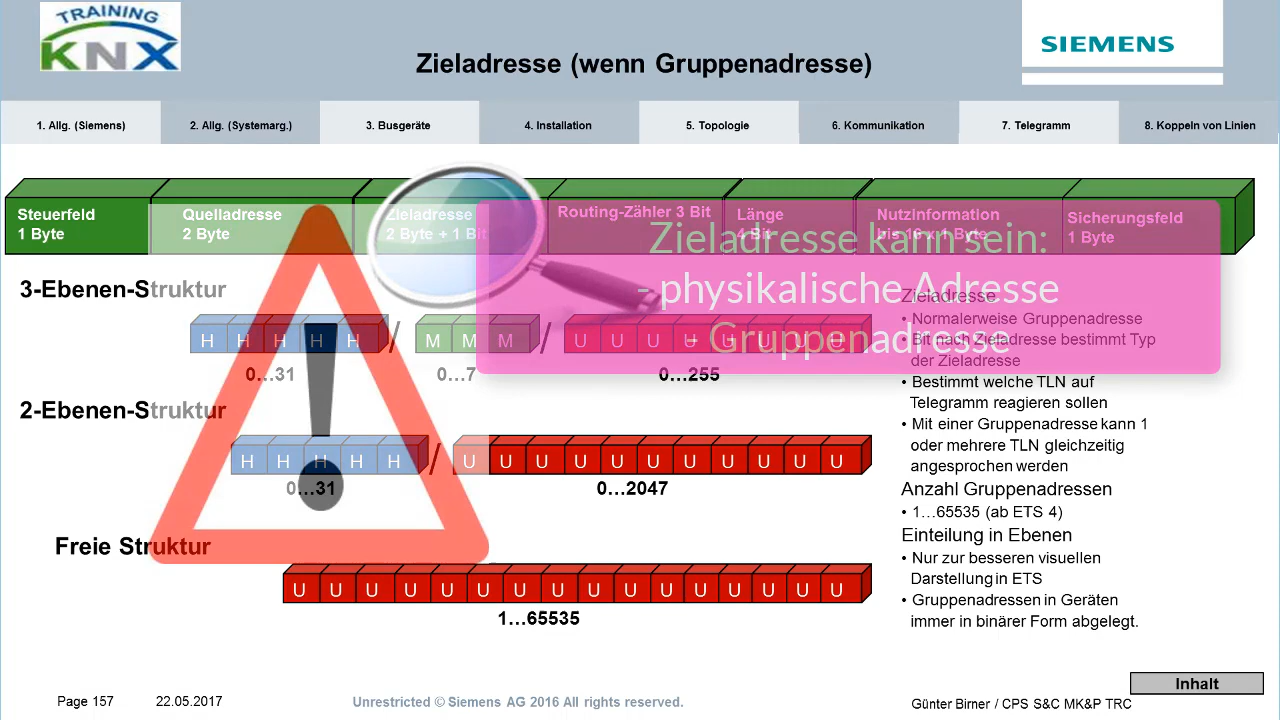 TRAINING
KNX
Zieladresse (wenn Gruppenadresse)
SIEMENS
1. Allg. (Siemens)
2. Allg. (Systemarg.)
3. Busgeräte
4. Installation
5. Topologie
6. Kommunikation
7. Telegramm
8. Koppeln von Linien
Steuerfeld
1 Byte
Quelladresse
2 Byte
Zieladresse
2 Byte + 1 Bit
Routing-Zähler 3 Bit
Länge
4 Bit
Nutzinformation
bis 16 x 1 Byte
Sicherungsfeld
1 Byte
Zieladresse kann sein:
- physikalische Adresse
- Gruppenadresse
3-Ebenen-Struktur
H H H H H / M M M / U U U U U U U U
0...31 0...7 0...255
2-Ebenen-Struktur
H H H H H / U U U U U U U U U U U
0...31 0...2047
Freie Struktur
U U U U U U U U U U U U U U U U
1...65535
Zieladresse
• Normalerweise Gruppenadresse
• Bit nach Zieladresse bestimmt Typ
der Zieladresse
• Bestimmt welche TLN auf
Telegramm reagieren sollen
• Mit einer Gruppenadresse kann 1
oder mehrere TLN gleichzeitig
angesprochen werden
Anzahl Gruppenadressen
• 1...65535 (ab ETS 4)
Einteilung in Ebenen
• Nur zur besseren visuellen
Darstellung in ETS
• Gruppenadressen in Geräten
immer in binärer Form abgelegt.
Inhalt
Page 157
22.05.2017
Unrestricted © Siemens AG 2016 All rights reserved.
Günter Birner / CPS S&C MK&P TRC